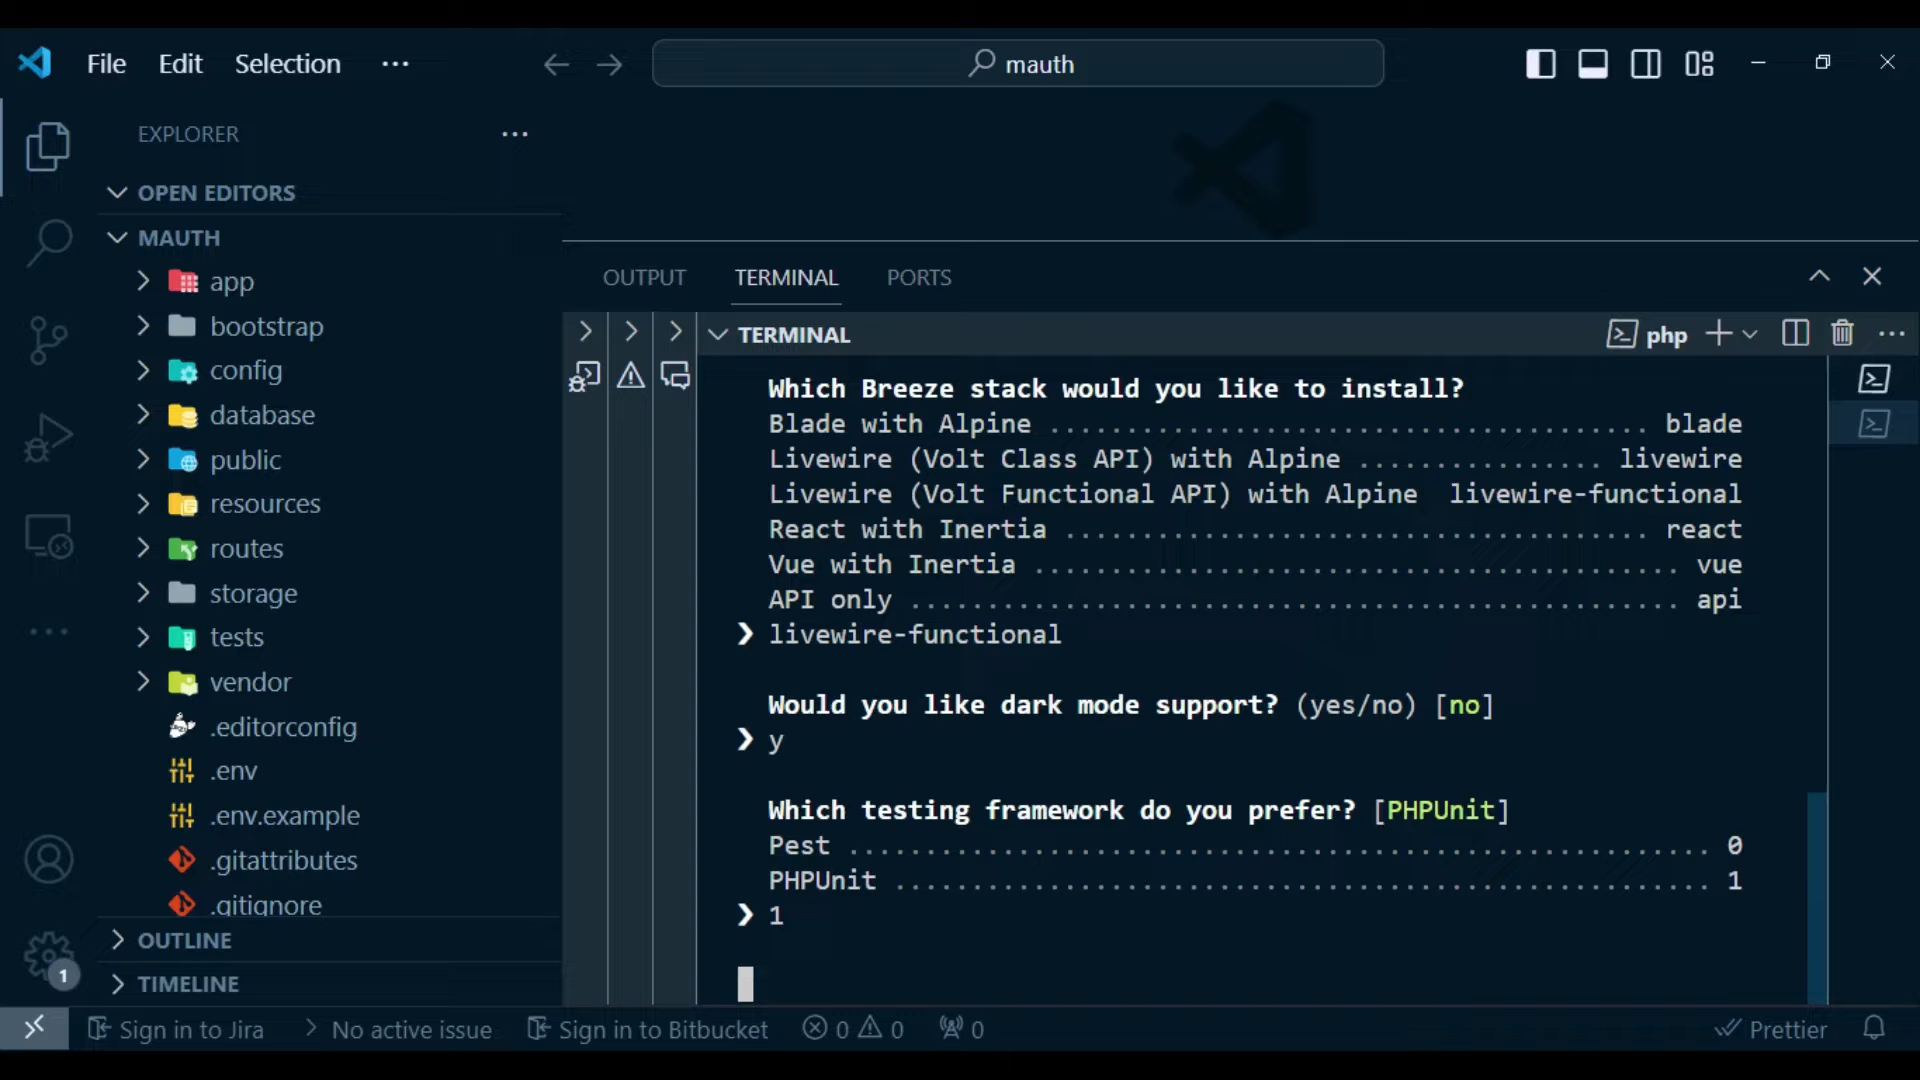 File Edit Selection ···
mauth
EXPLORER
OPEN EDITORS
MAUTH
app
bootstrap
config
database
public
resources
routes
storage
tests
vendor
.editorconfig
.env
.env.example
.gitattributes
.gitignore
OUTLINE
TIMELINE
1
OUTPUT TERMINAL PORTS
TERMINAL
php
Which Breeze stack would you like to install?
Blade with Alpine ....................................... blade
Livewire (Volt Class API) with Alpine ................ livewire
Livewire (Volt Functional API) with Alpine livewire-functional
React with Inertia ...................................... react
Vue with Inertia .......................................... vue
API only .................................................. api
❯ livewire-functional
Would you like dark mode support? (yes/no) [no]
❯ y
Which testing framework do you prefer? [PHPUnit]
Pest ........................................................ 0
PHPUnit ..................................................... 1
❯ 1
Sign in to Jira No active issue Sign in to Bitbucket 0 0 0 Prettier